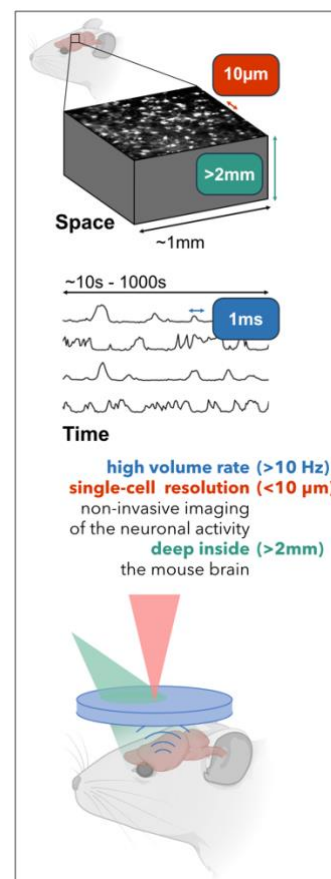 10µm
>2mm
Space
~1mm
~10s - 1000s
1ms
Time
high volume rate (>10 Hz)
single-cell resolution (<10 µm)
non-invasive imaging
of the neuronal activity
deep inside (>2mm)
the mouse brain